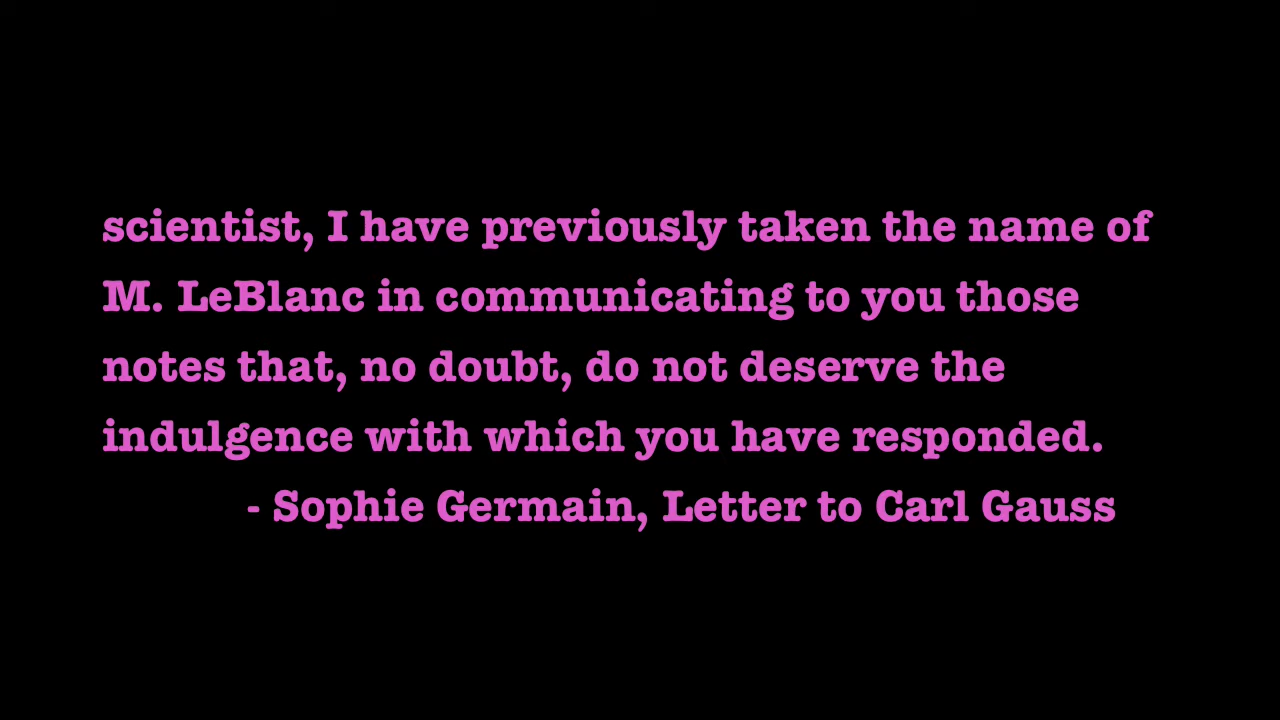 scientist, I have previously taken the name of
M. LeBlanc in communicating to you those
notes that, no doubt, do not deserve the
indulgence with which you have responded.
- Sophie Germain, Letter to Carl Gauss